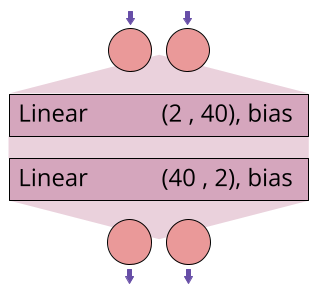 Linear (2 , 40), bias
Linear (40 , 2), bias